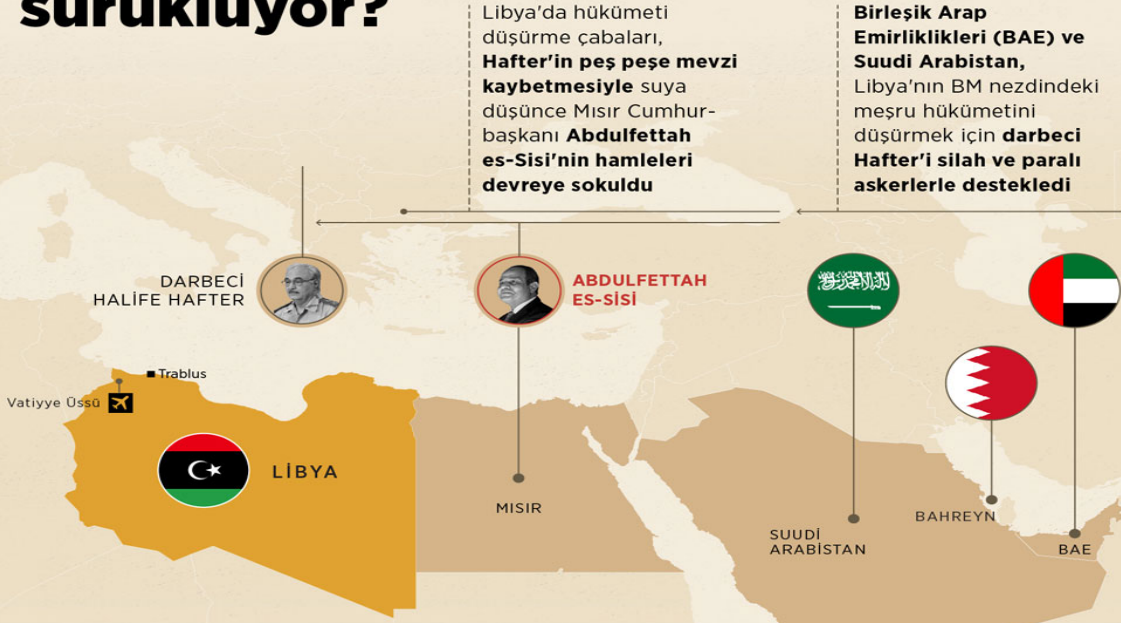 sürüklüyor?
Libya'da hükümeti
düşürme çabaları,
Hafter'in peş peşe mevzi
kaybetmesiyle suya
düşünce Mısır Cumhur-
başkanı Abdulfettah
es-Sisi'nin hamleleri
devreye sokuldu
Birleşik Arap
Emirliklikleri (BAE) ve
Suudi Arabistan,
Libya'nın BM nezdindeki
meşru hükümetini
düşürmek için darbeci
Hafter'i silah ve paralı
askerlerle destekledi
DARBECİ
HALİFE HAFTER
ABDULFETTAH
ES-SİSİ
Trablus
Vatiyye Üssü
LİBYA
MISIR
SUUDİ
ARABİSTAN
BAHREYN
BAE